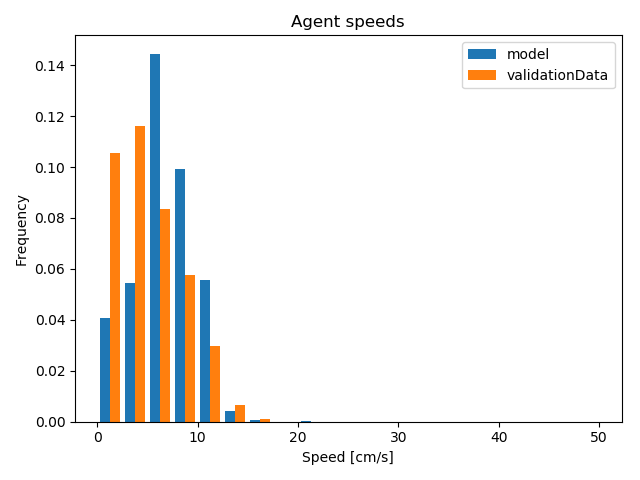 Agent speeds
model
validationData
0.14
0.12
0.10
0.08
0.06
0.04
0.02
0.00
Frequency
0 10 20 30 40 50
Speed [cm/s]